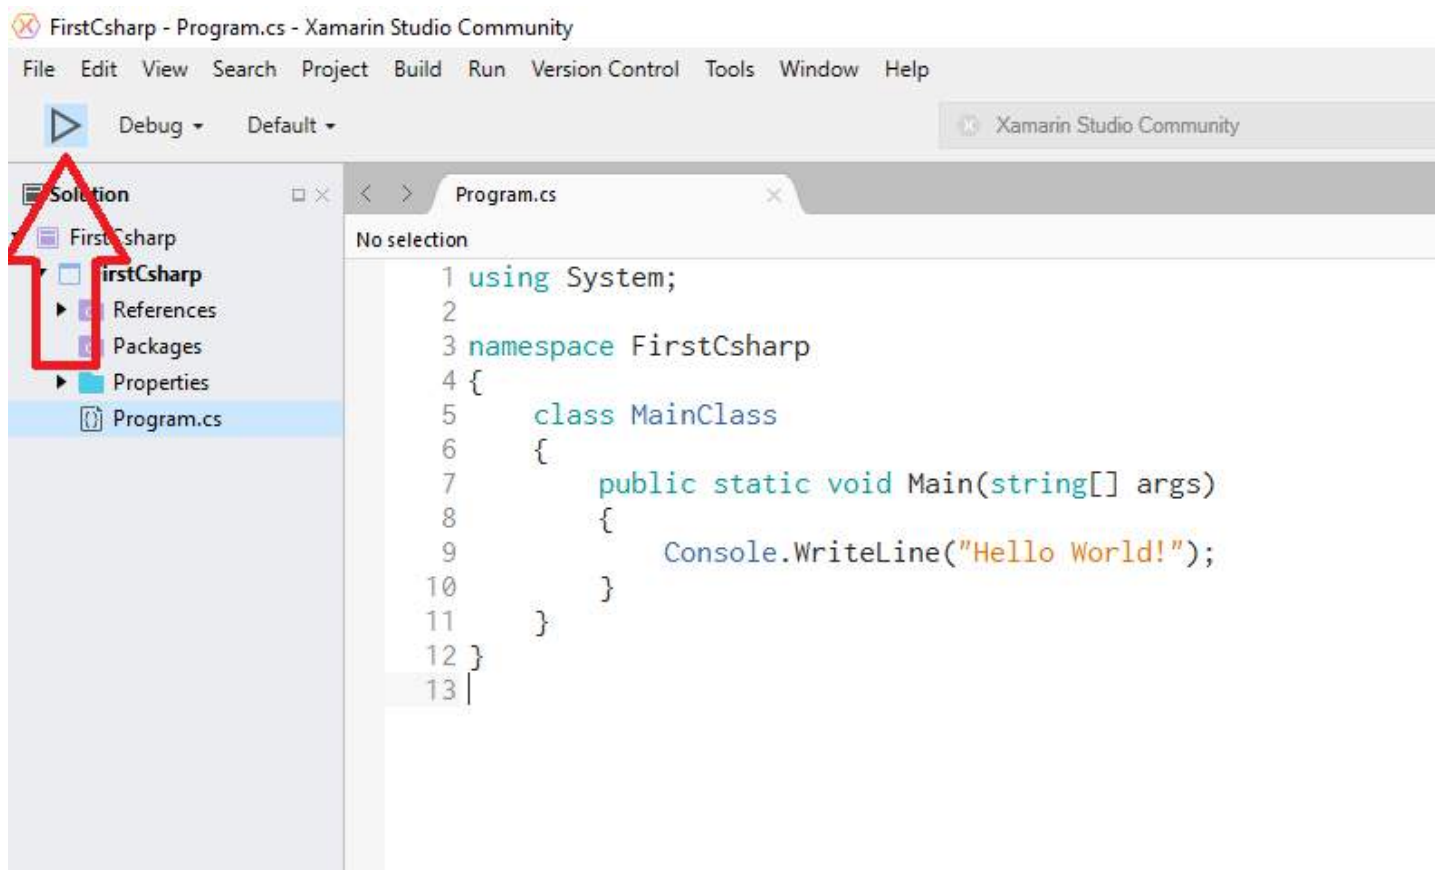 FirstCsharp - Program.cs - Xamarin Studio Community
File Edit View Search Project Build Run Version Control Tools Window Help
Debug Default Xamarin Studio Community
Solution
Program.cs
FirstCsharp
No selection
FirstCsharp
References
Packages
Properties
Program.cs
1 using System;
2
3 namespace FirstCsharp
4 {
5 class MainClass
6 {
7 public static void Main(string[] args)
8 {
9 Console.WriteLine("Hello World!");
10 }
11 }
12 }
13